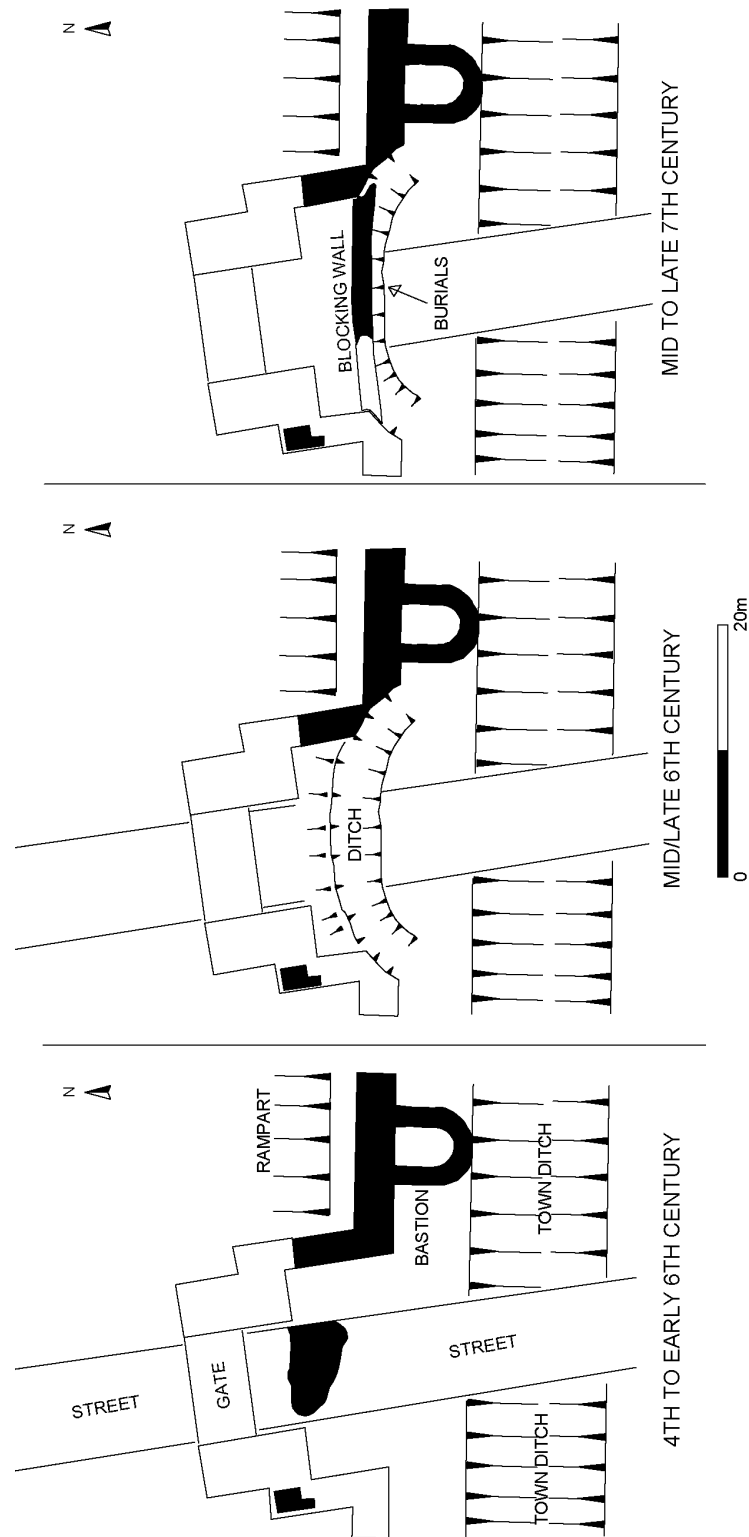 N
RAMPART
STREET
GATE
BASTION
STREET
TOWN DITCH
TOWN DITCH
4TH TO EARLY 6TH CENTURY
N
DITCH
MID/LATE 6TH CENTURY
0
20m
N
BLOCKING WALL
BURIALS
MID TO LATE 7TH CENTURY